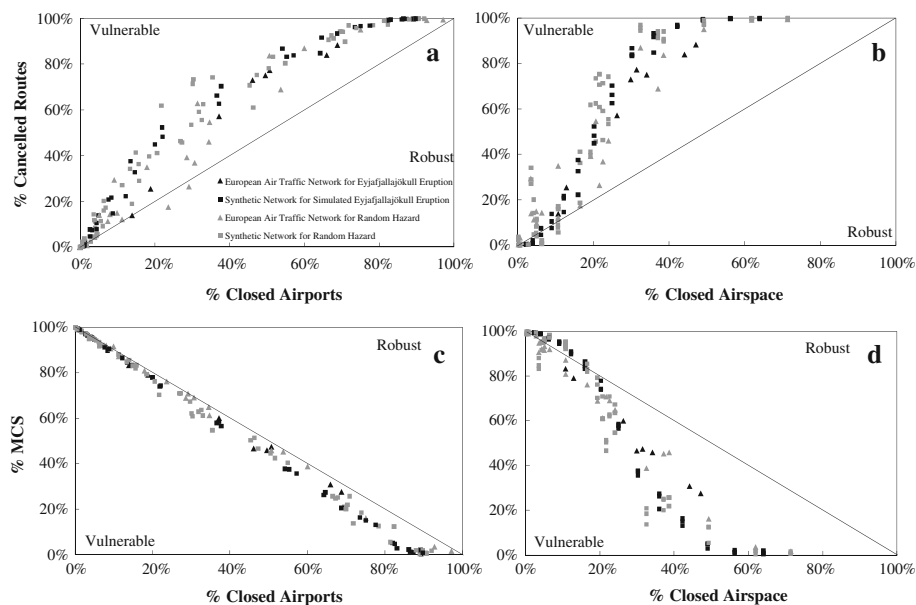 100%
80%
60%
40%
20%
0%
% Cancelled Routes
Vulnerable
a
Robust
▲ European Air Traffic Network for Eyjafjallajökull Eruption
■ Synthetic Network for Simulated Eyjafjallajökull Eruption
▲ European Air Traffic Network for Random Hazard
■ Synthetic Network for Random Hazard
0% 20% 40% 60% 80% 100%
% Closed Airports
100%
80%
60%
40%
20%
0%
Vulnerable
b
Robust
0% 20% 40% 60% 80% 100%
% Closed Airspace
100%
80%
60%
40%
20%
0%
% MCS
Robust
c
Vulnerable
0% 20% 40% 60% 80% 100%
% Closed Airports
100%
80%
60%
40%
20%
0%
Robust
d
Vulnerable
0% 20% 40% 60% 80% 100%
% Closed Airspace